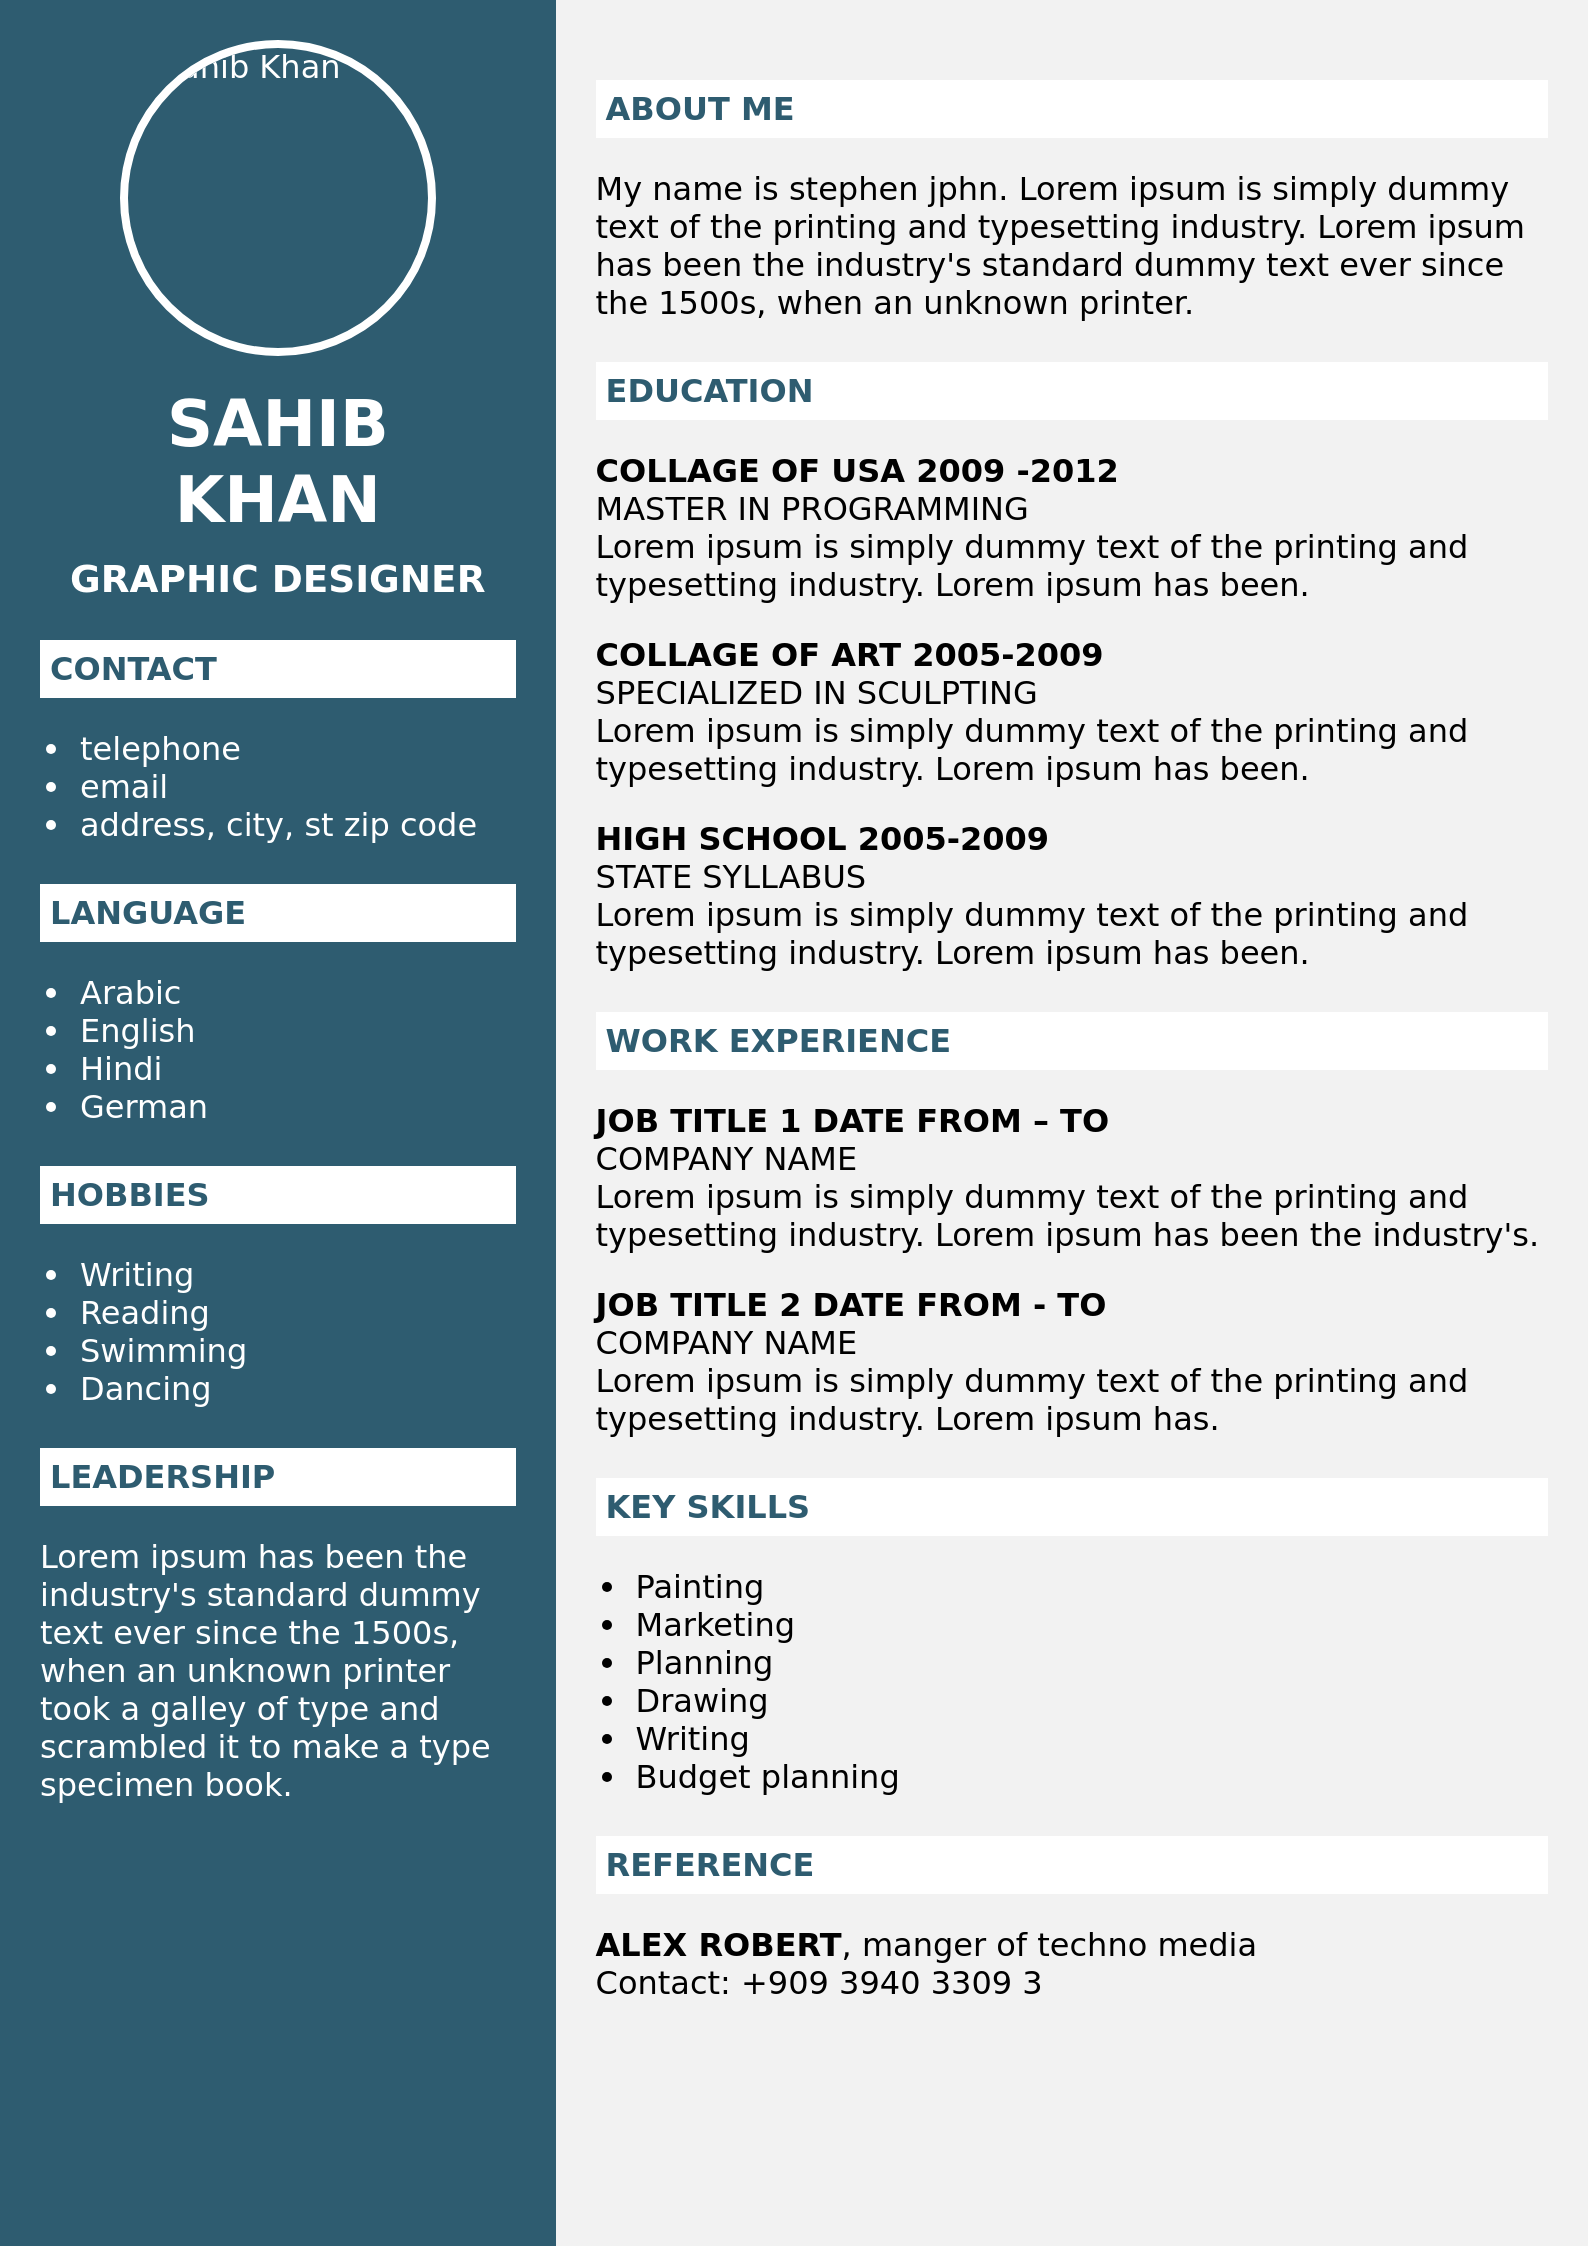 Khan
SAHIB
KHAN
GRAPHIC DESIGNER
CONTACT
• telephone
• email
• address, city, st zip code
LANGUAGE
• Arabic
• English
• Hindi
• German
HOBBIES
• Writing
• Reading
• Swimming
• Dancing
LEADERSHIP
Lorem ipsum has been the
industry's standard dummy
text ever since the 1500s,
when an unknown printer
took a galley of type and
scrambled it to make a type
specimen book.
ABOUT ME
My name is stephen jphn. Lorem ipsum is simply dummy
text of the printing and typesetting industry. Lorem ipsum
has been the industry's standard dummy text ever since
the 1500s, when an unknown printer.
EDUCATION
COLLAGE OF USA 2009 -2012
MASTER IN PROGRAMMING
Lorem ipsum is simply dummy text of the printing and
typesetting industry. Lorem ipsum has been.
COLLAGE OF ART 2005-2009
SPECIALIZED IN SCULPTING
Lorem ipsum is simply dummy text of the printing and
typesetting industry. Lorem ipsum has been.
HIGH SCHOOL 2005-2009
STATE SYLLABUS
Lorem ipsum is simply dummy text of the printing and
typesetting industry. Lorem ipsum has been.
WORK EXPERIENCE
JOB TITLE 1 DATE FROM – TO
COMPANY NAME
Lorem ipsum is simply dummy text of the printing and
typesetting industry. Lorem ipsum has been the industry's.
JOB TITLE 2 DATE FROM - TO
COMPANY NAME
Lorem ipsum is simply dummy text of the printing and
typesetting industry. Lorem ipsum has.
KEY SKILLS
• Painting
• Marketing
• Planning
• Drawing
• Writing
• Budget planning
REFERENCE
ALEX ROBERT, manger of techno media
Contact: +909 3940 3309 3